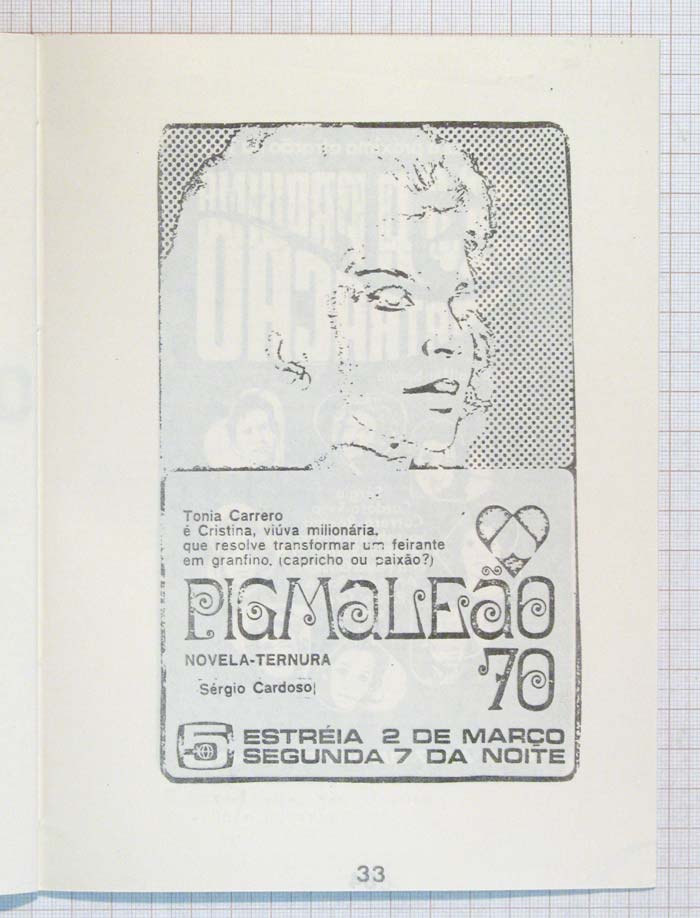 Tonia Carrero
é Cristina, viúva milionária.
que resolve transformar um feirante
em granfino. (capricho ou paixão?)
PIGMALEÃO
70
NOVELA-TERNURA
Sérgio Cardoso
5 ESTRÉIA 2 DE MARÇO
SEGUNDA 7 DA NOITE
33